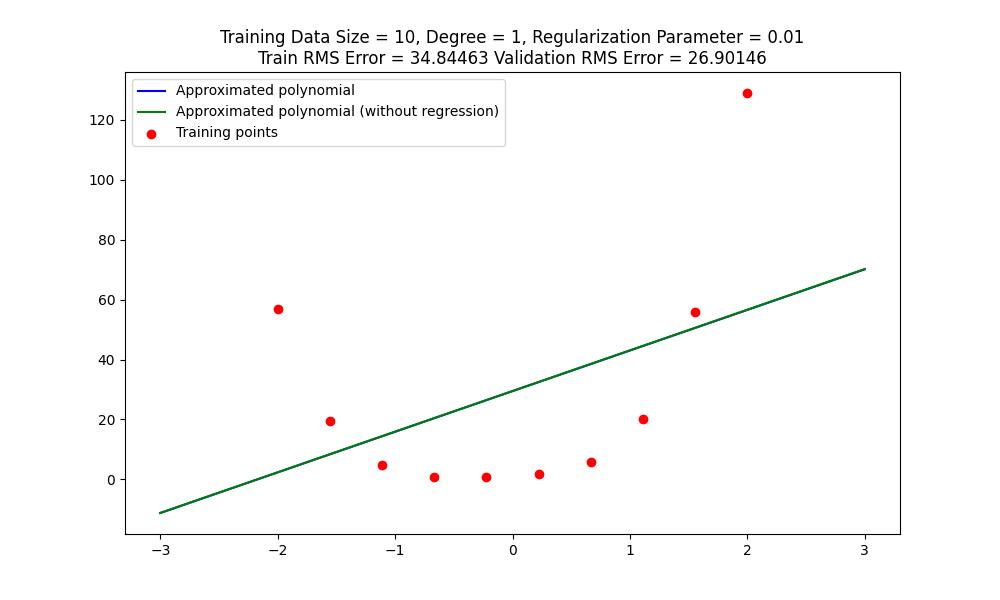 Training Data Size = 10, Degree = 1, Regularization Parameter = 0.01
Train RMS Error = 34.84463 Validation RMS Error = 26.90146
Approximated polynomial
Approximated polynomial (without regression)
Training points
120
100
80
60
40
20
0
−3 −2 −1 0 1 2 3